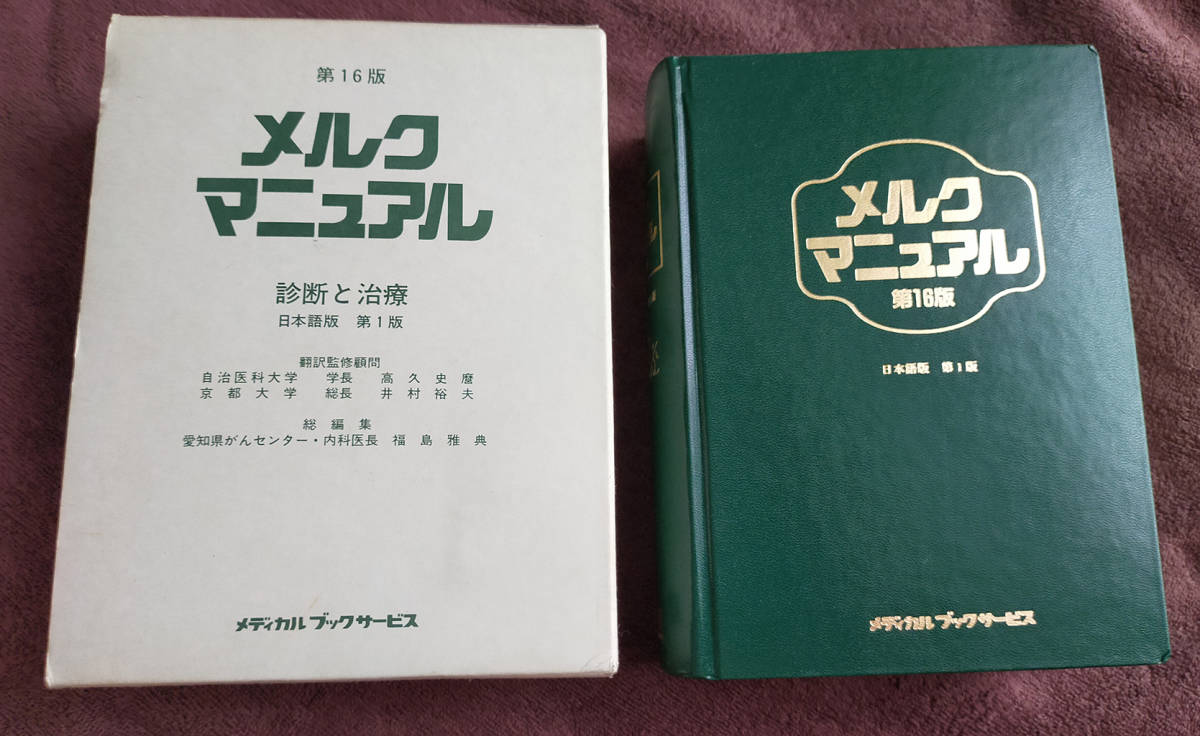 第16版
メルク
マニュアル
診断と治療
日本語版 第1版
翻訳監修顧問
自治医科大学 学長 高久史麿
京都大学 総長 井村裕夫
総編集
愛知県がんセンター・内科医長 福島雅典
メディカルブックサービス
メルク
マニュアル
第16版
日本語版 第1版
メディカルブックサービス